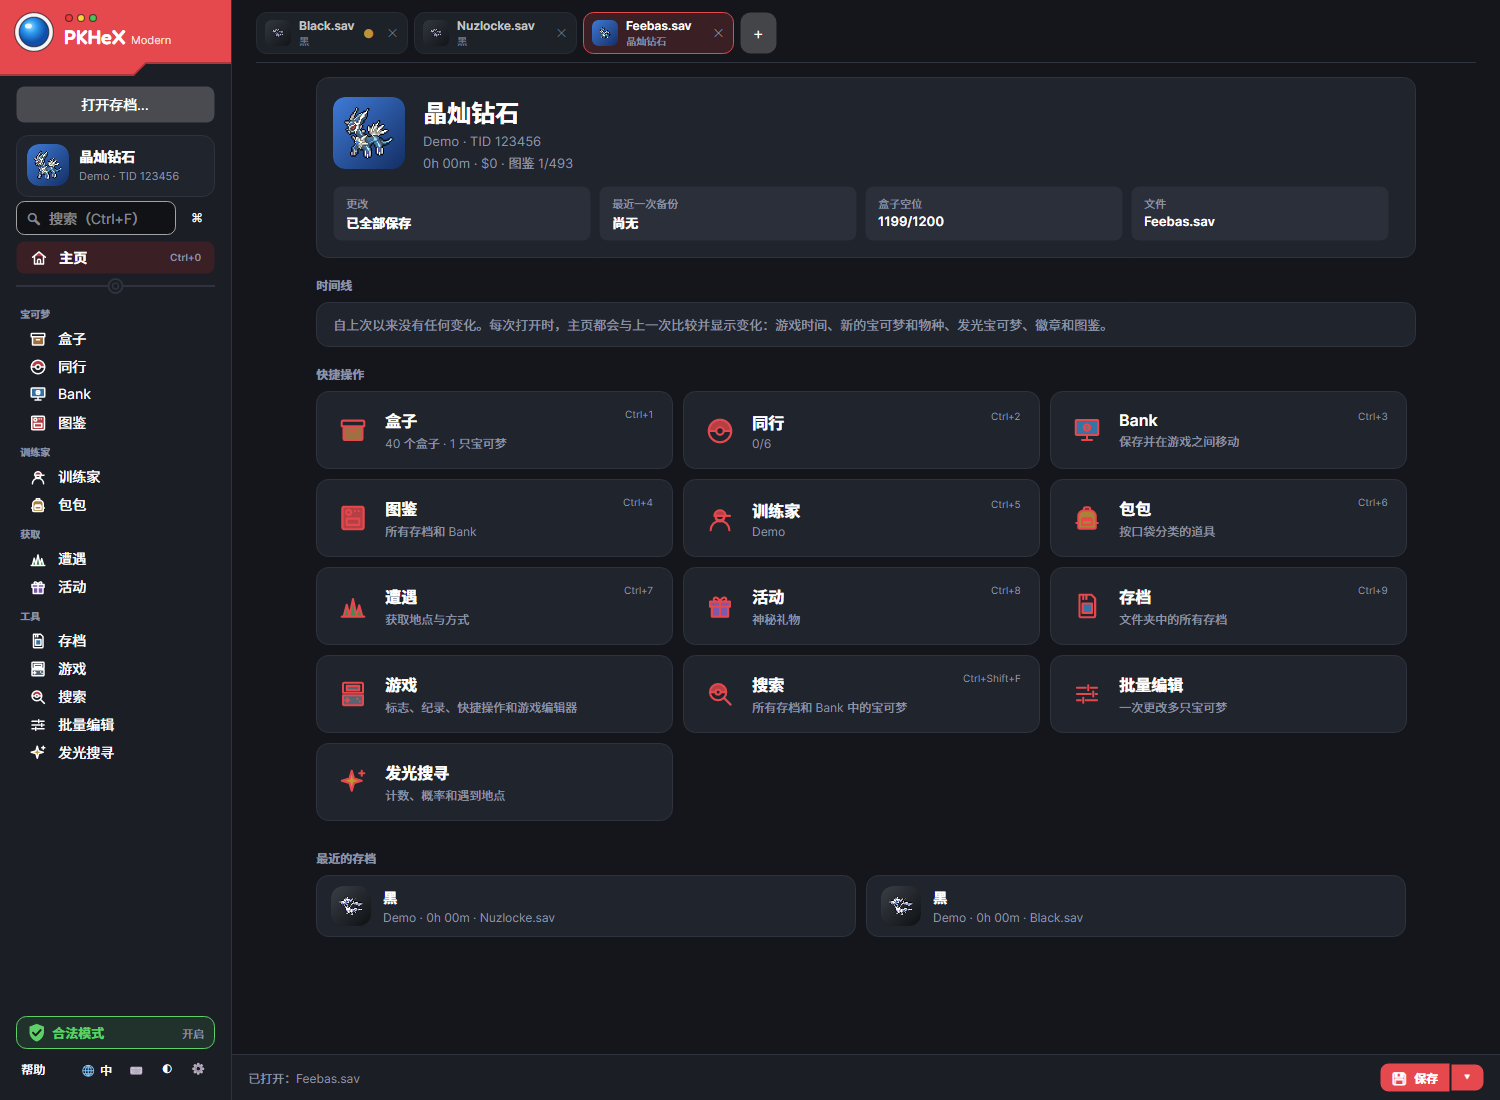 PKHeX Modern
打开存档...
晶灿钻石
Demo · TID 123456
搜索（Ctrl+F）
⌘
主页 Ctrl+0
宝可梦
盒子
同行
Bank
图鉴
训练家
训练家
包包
获取
遭遇
活动
工具
存档
游戏
搜索
批量编辑
发光搜寻
合法模式 开启
帮助 中
Black.sav
黑
Nuzlocke.sav
黑
Feebas.sav
晶灿钻石
+
晶灿钻石
Demo · TID 123456
0h 00m · $0 · 图鉴 1/493
更改
已全部保存
最近一次备份
尚无
盒子空位
1199/1200
文件
Feebas.sav
时间线
自上次以来没有任何变化。每次打开时，主页都会与上一次比较并显示变化：游戏时间、新的宝可梦和物种、发光宝可梦、徽章和图鉴。
快捷操作
盒子 Ctrl+1
40 个盒子 · 1 只宝可梦
同行 Ctrl+2
0/6
Bank Ctrl+3
保存并在游戏之间移动
图鉴 Ctrl+4
所有存档和 Bank
训练家 Ctrl+5
Demo
包包 Ctrl+6
按口袋分类的道具
遭遇 Ctrl+7
获取地点与方式
活动 Ctrl+8
神秘礼物
存档 Ctrl+9
文件夹中的所有存档
游戏
标志、纪录、快捷操作和游戏编辑器
搜索 Ctrl+Shift+F
所有存档和 Bank 中的宝可梦
批量编辑
一次更改多只宝可梦
发光搜寻
计数、概率和遇到地点
最近的存档
黑
Demo · 0h 00m · Nuzlocke.sav
黑
Demo · 0h 00m · Black.sav
已打开：Feebas.sav
保存